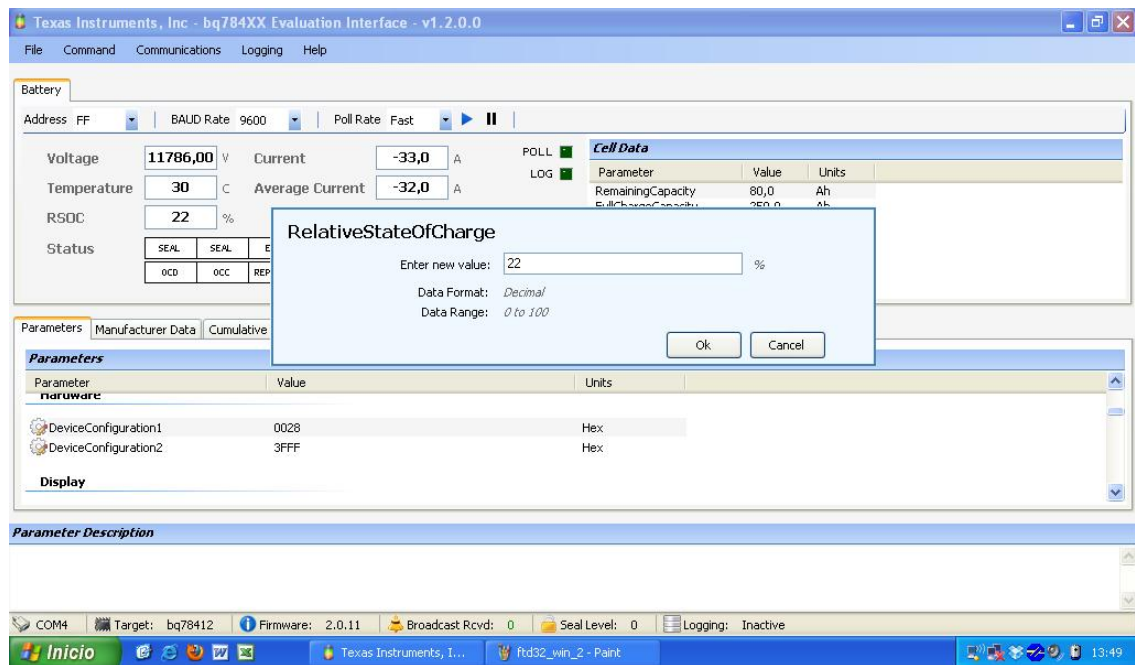 Texas Instruments, Inc - bq784XX Evaluation Interface - v1.2.0.0
File Command Communications Logging Help
Battery
Address FF BAUD Rate 9600 Poll Rate Fast
Voltage 11786,00 V Current -33,0 A POLL
Cell Data
LOG
Parameter Value Units
Temperature 30 C Average Current -32,0 A
RemainingCapacity 80,0 Ah
FullChargeCapacity 250,0 Ah
RSOC 22 %
Status SEAL SEAL E
OCD OCC REP
RelativeStateOfCharge
Enter new value: 22 %
Data Format: Decimal
Data Range: 0 to 100
Ok Cancel
Parameters Manufacturer Data Cumulative
Parameters
Parameter Value Units
Hardware
DeviceConfiguration1 0028 Hex
DeviceConfiguration2 3FFF Hex
Display
Parameter Description
COM4 Target: bq78412 Firmware: 2.0.11 Broadcast Rcvd: 0 Seal Level: 0 Logging: Inactive
Inicio Texas Instruments, I... ftd32_win_2 - Paint 13:49